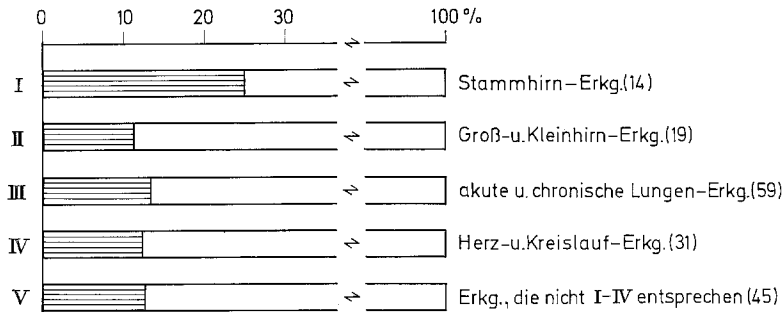 0 10 20 30 100 %
I Stammhirn-Erkg.(14)
II Groß-u.Kleinhirn-Erkg.(19)
III akute u. chronische Lungen-Erkg.(59)
IV Herz-u.Kreislauf-Erkg.(31)
V Erkg., die nicht I-IV entsprechen (45)